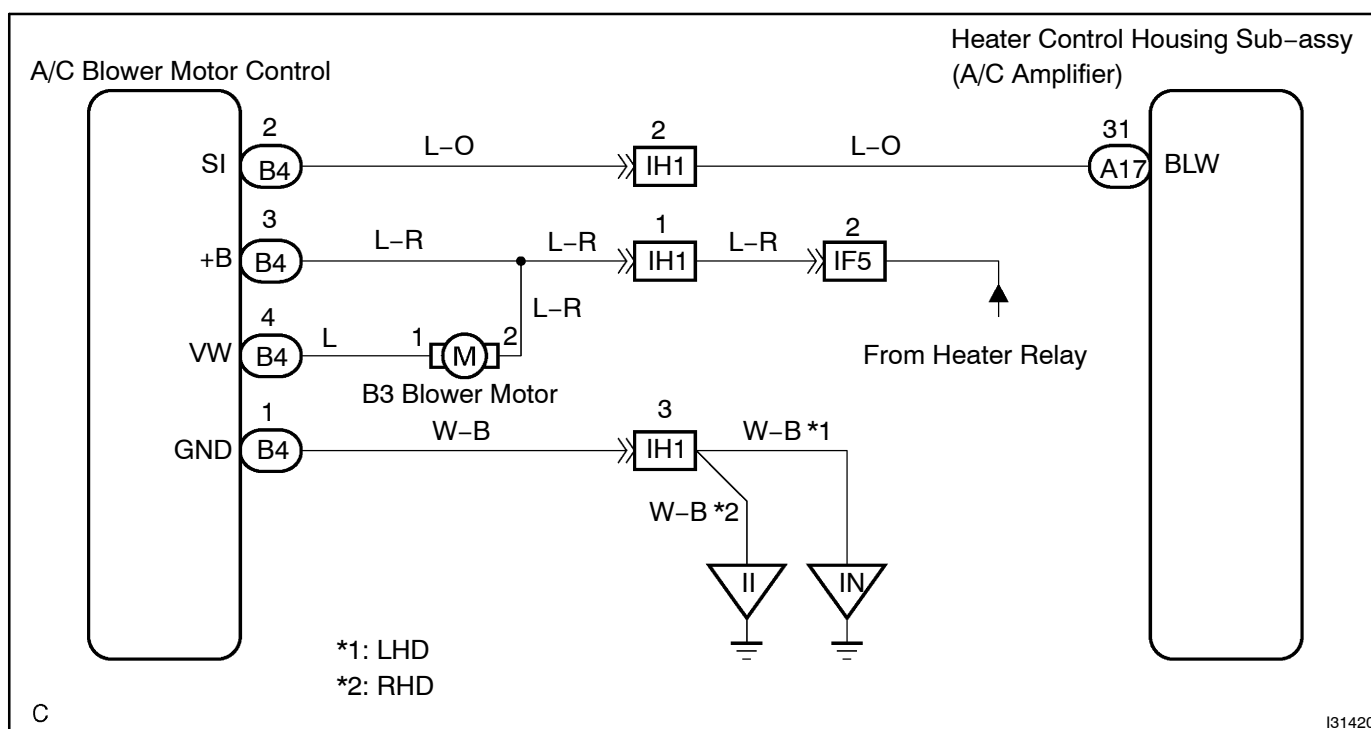 Heater Control Housing Sub−assy
(A/C Amplifier)
A/C Blower Motor Control
2
2
31
SI
B4
L−O
IH1
L−O
A17
BLW
3
1
2
+B
B4
L−R
L−R
IH1
L−R
IF5
L−R
4
VW
B4
L
1
M
2
From Heater Relay
B3 Blower Motor
1
3
GND
B4
W−B
IH1
W−B *1
W−B *2
II
IN
*1: LHD
*2: RHD
C
I31420